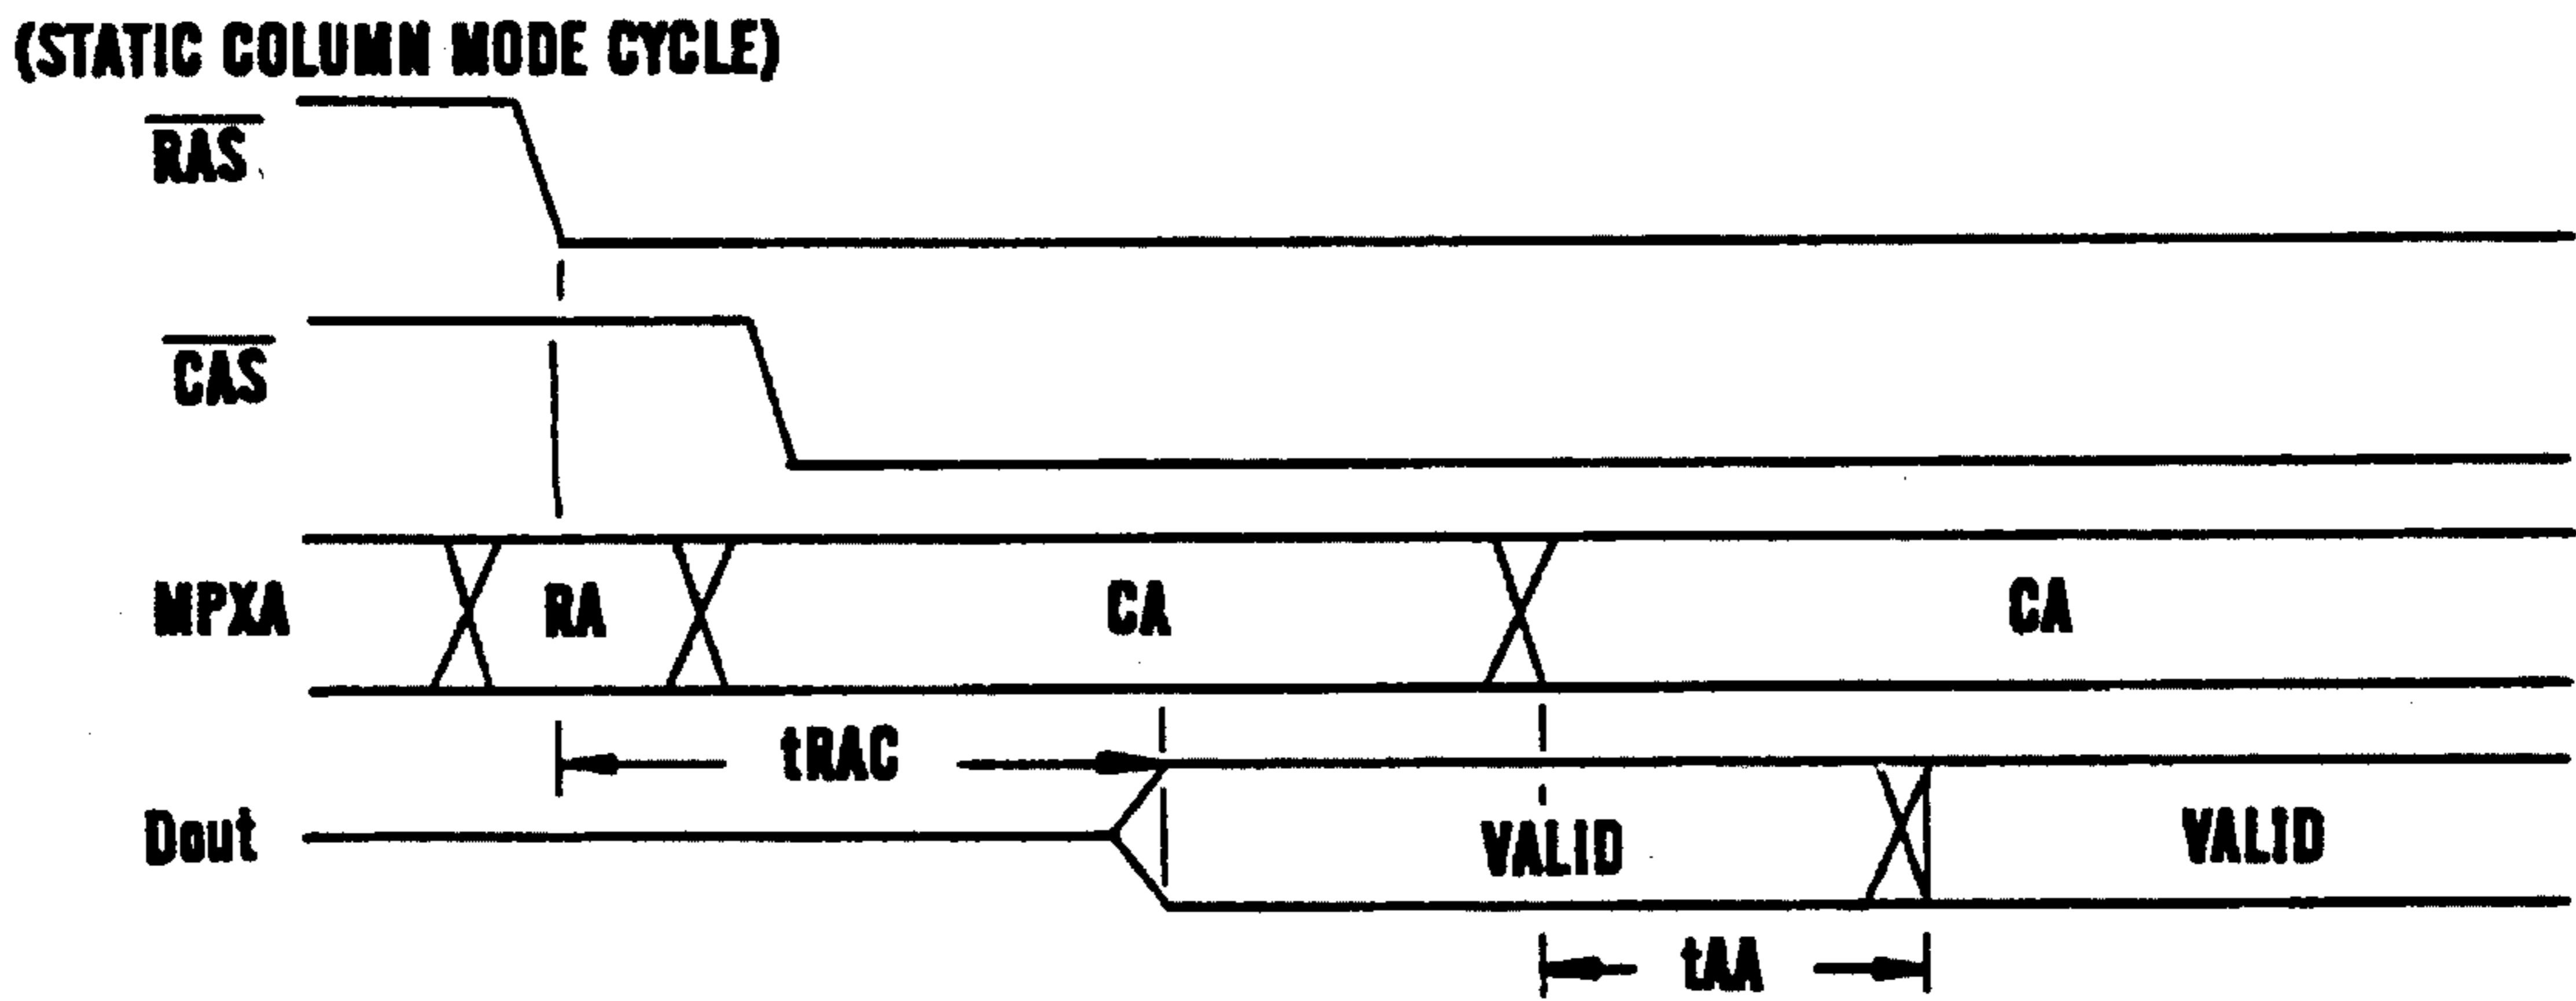 (STATIC COLUMN MODE CYCLE)
RAS
CAS
MPXA RA CA CA
tRAC
Dout VALID VALID
tAA